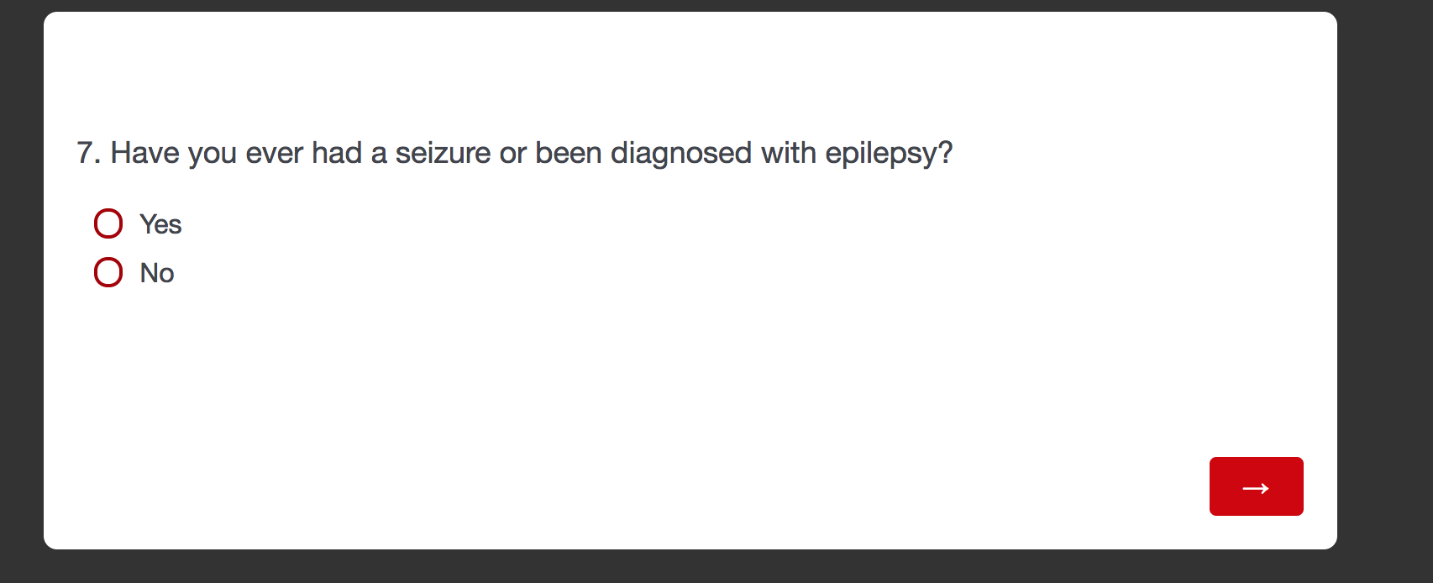 7. Have you ever had a seizure or been diagnosed with epilepsy?
Yes
No
→